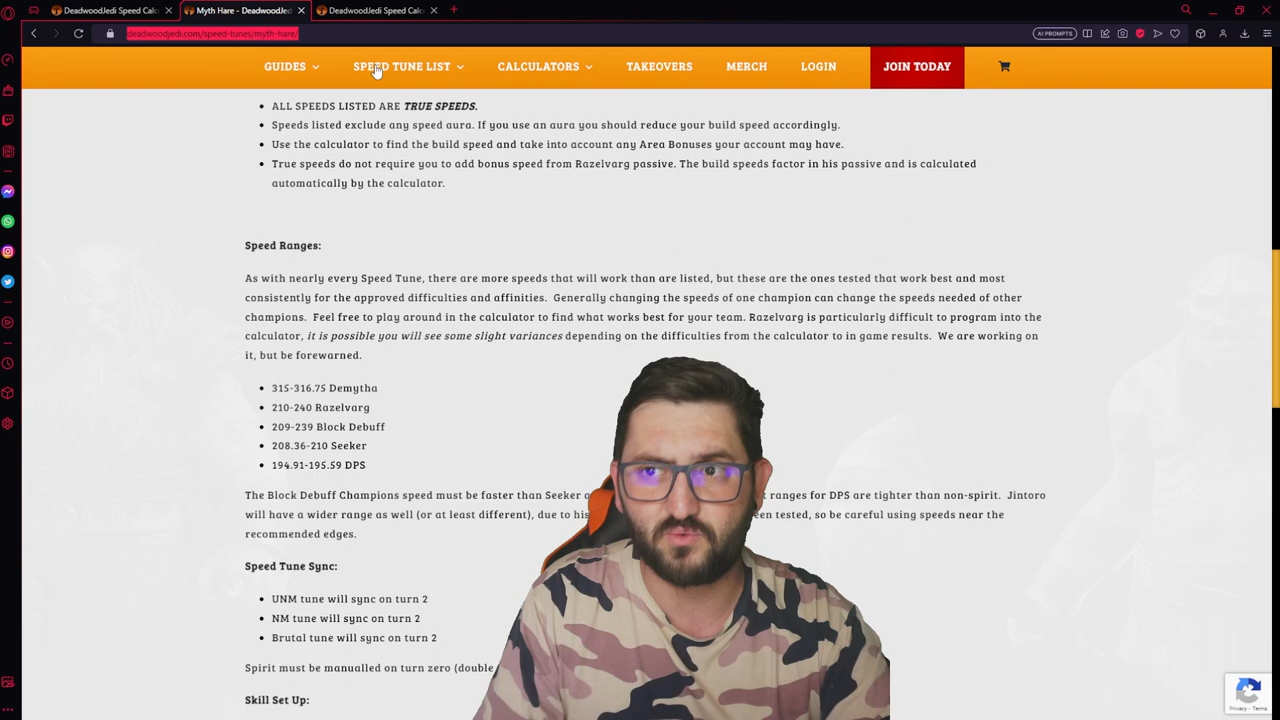 DeadwoodJedi Speed Calc
Myth Hare - DeadwoodJed
DeadwoodJedi Speed Calc
deadwoodjedi.com/speed-tunes/myth-hare/
AI PROMPTS
GUIDES
SPEED TUNE LIST
CALCULATORS
TAKEOVERS
MERCH
LOGIN
JOIN TODAY
ALL SPEEDS LISTED ARE TRUE SPEEDS.
Speeds listed exclude any speed aura. If you use an aura you should reduce your build speed accordingly.
Use the calculator to find the build speed and take into account any Area Bonuses your account may have.
True speeds do not require you to add bonus speed from Razelvarg passive. The build speeds factor in his passive and is calculated
automatically by the calculator.
Speed Ranges:
As with nearly every Speed Tune, there are more speeds that will work than are listed, but these are the ones tested that work best and most
consistently for the approved difficulties and affinities. Generally changing the speeds of one champion can change the speeds needed of other
champions. Feel free to play around in the calculator to find what works best for your team. Razelvarg is particularly difficult to program into the
calculator, it is possible you will see some slight variances depending on the difficulties from the calculator to in game results. We are working on
it, but be forewarned.
315-316.75 Demytha
210-240 Razelvarg
209-239 Block Debuff
208.36-210 Seeker
194.91-195.59 DPS
The Block Debuff Champions speed must be faster than Seeker ranges for DPS are tighter than non-spirit. Jintoro
will have a wider range as well (or at least different), due to his een tested, so be careful using speeds near the
recommended edges.
Speed Tune Sync:
UNM tune will sync on turn 2
NM tune will sync on turn 2
Brutal tune will sync on turn 2
Spirit must be manualled on turn zero (double
Skill Set Up:
Privacy - Terms